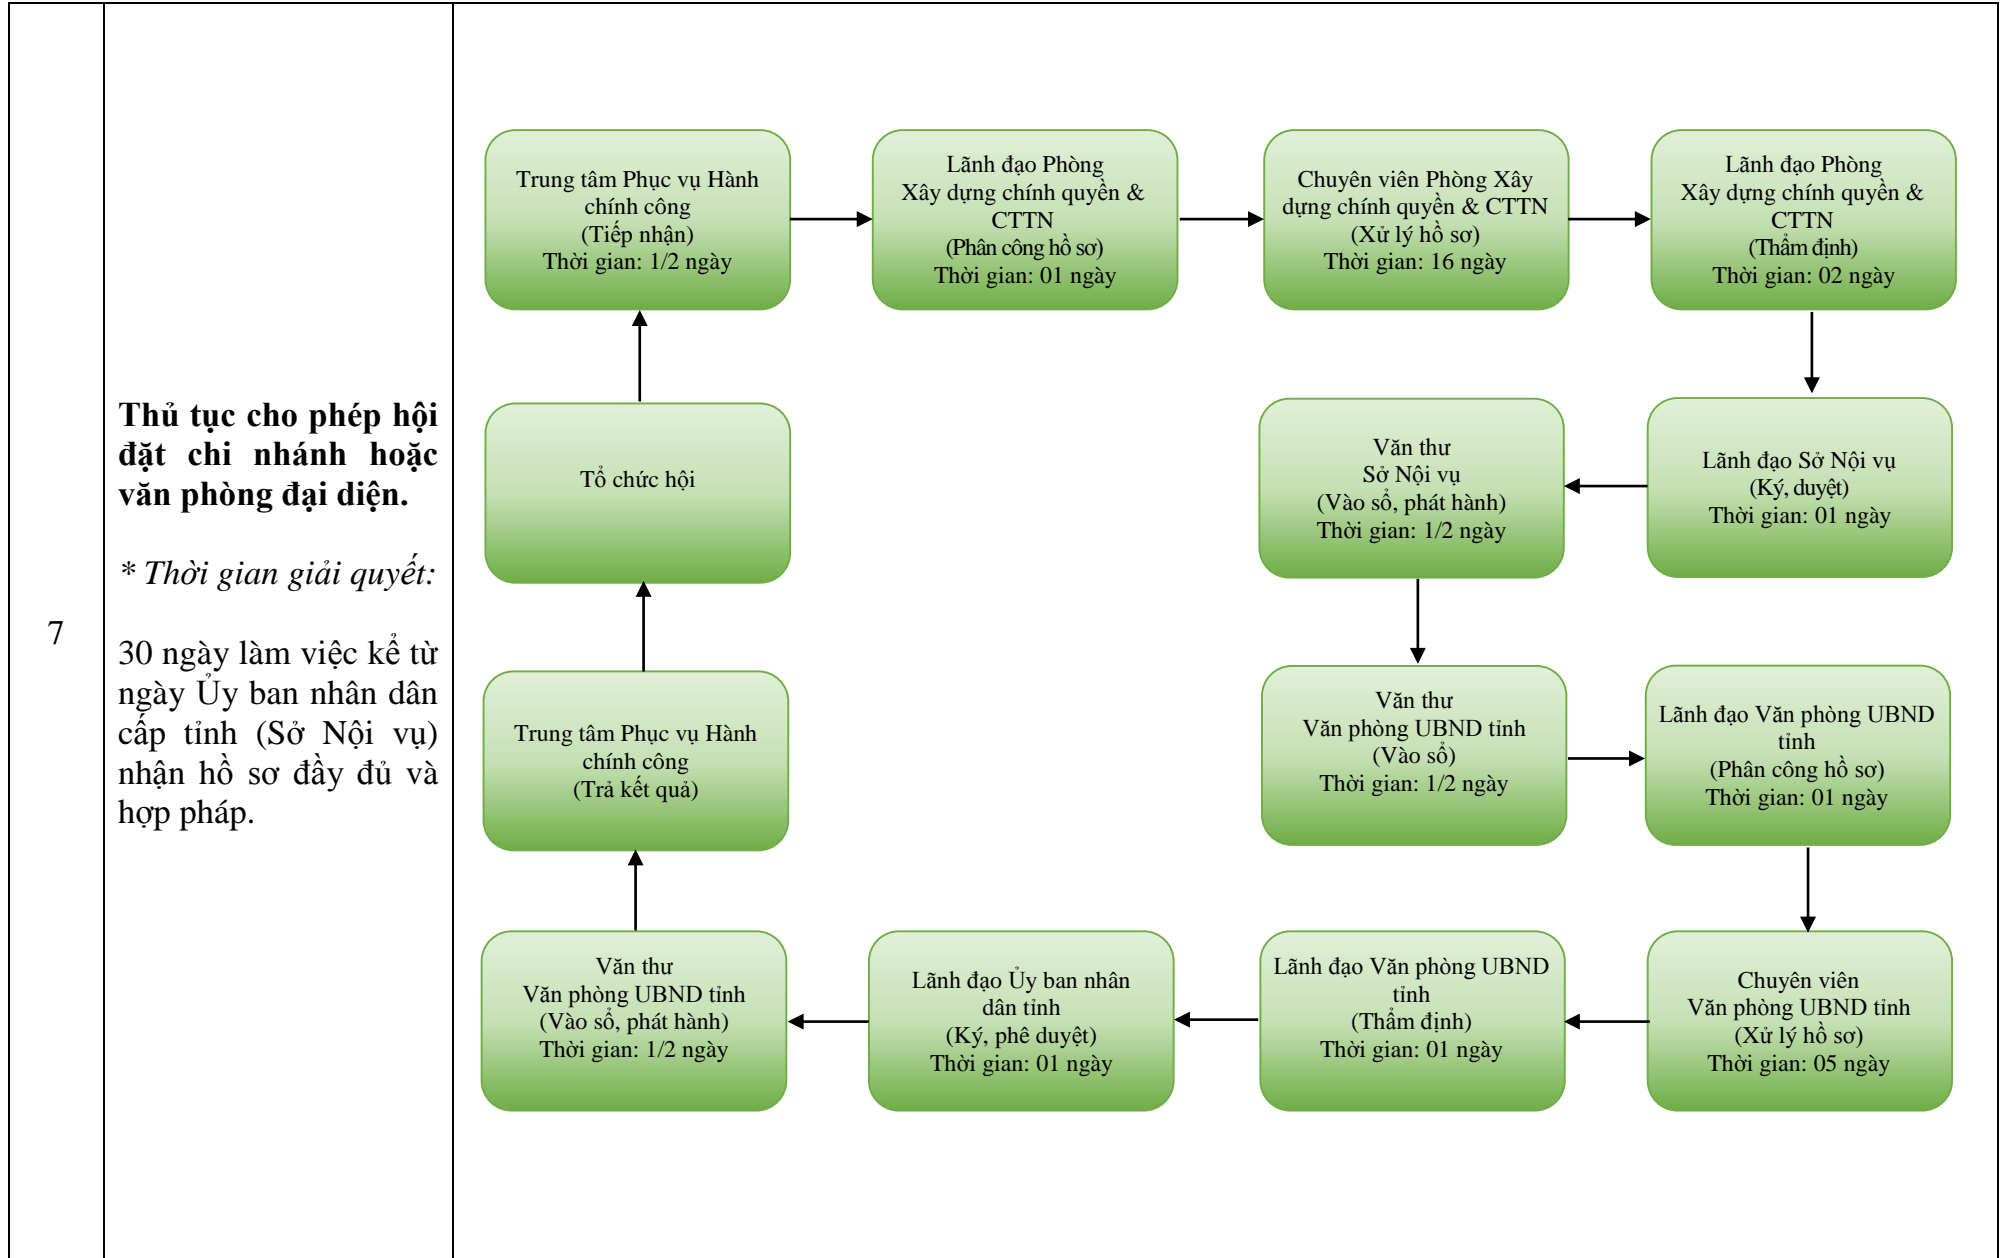 7
Thủ tục cho phép hội
đặt chi nhánh hoặc
văn phòng đại diện.
* Thời gian giải quyết:
30 ngày làm việc kể từ
ngày Ủy ban nhân dân
cấp tỉnh (Sở Nội vụ)
nhận hồ sơ đầy đủ và
hợp pháp.
Trung tâm Phục vụ Hành
chính công
(Tiếp nhận)
Thời gian: 1/2 ngày
Lãnh đạo Phòng
Xây dựng chính quyền &
CTTN
(Phân công hồ sơ)
Thời gian: 01 ngày
Chuyên viên Phòng Xây
dựng chính quyền & CTTN
(Xử lý hồ sơ)
Thời gian: 16 ngày
Lãnh đạo Phòng
Xây dựng chính quyền &
CTTN
(Thẩm định)
Thời gian: 02 ngày
Tổ chức hội
Văn thư
Sở Nội vụ
(Vào sổ, phát hành)
Thời gian: 1/2 ngày
Lãnh đạo Sở Nội vụ
(Ký, duyệt)
Thời gian: 01 ngày
Trung tâm Phục vụ Hành
chính công
(Trả kết quả)
Văn thư
Văn phòng UBND tỉnh
(Vào sổ)
Thời gian: 1/2 ngày
Lãnh đạo Văn phòng UBND
tỉnh
(Phân công hồ sơ)
Thời gian: 01 ngày
Văn thư
Văn phòng UBND tỉnh
(Vào sổ, phát hành)
Thời gian: 1/2 ngày
Lãnh đạo Ủy ban nhân
dân tỉnh
(Ký, phê duyệt)
Thời gian: 01 ngày
Lãnh đạo Văn phòng UBND
tỉnh
(Thẩm định)
Thời gian: 01 ngày
Chuyên viên
Văn phòng UBND tỉnh
(Xử lý hồ sơ)
Thời gian: 05 ngày